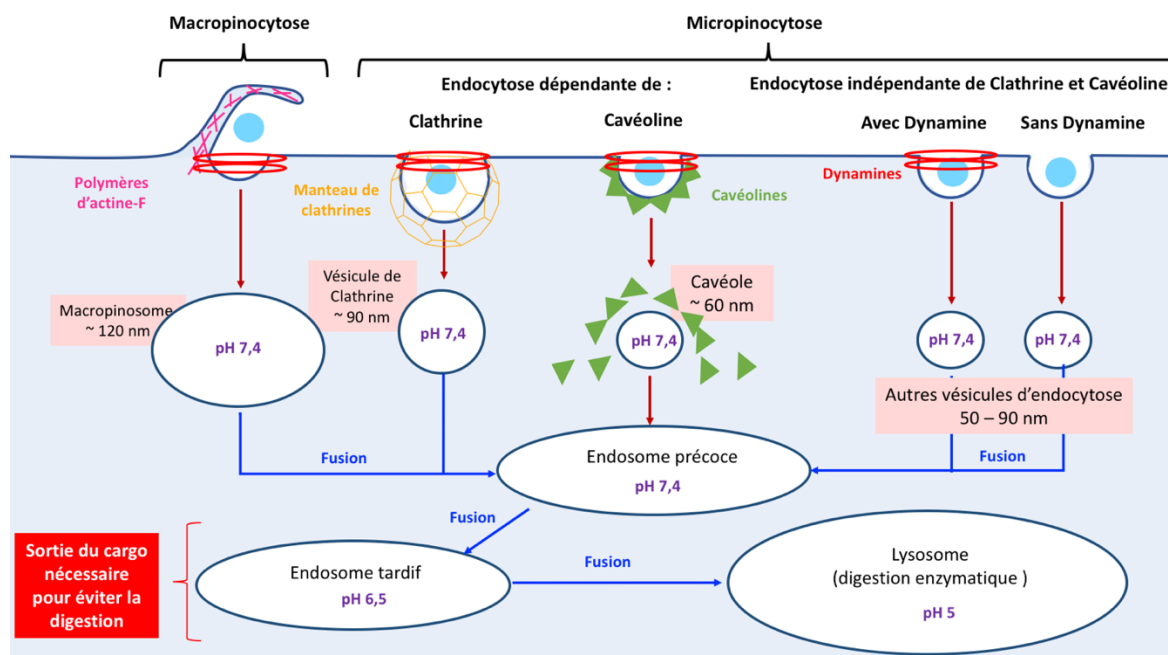 Macropinocytose
Micropinocytose
Endocytose dépendante de :
Endocytose indépendante de Clathrine et Cavéoline
Clathrine
Cavéoline
Avec Dynamine
Sans Dynamine
Polymères
d’actine-F
Manteau de
clathrines
Cavéolines
Dynamines
Macropinosome
~ 120 nm
pH 7,4
Vésicule de
Clathrine
~ 90 nm
pH 7,4
Cavéole
~ 60 nm
pH 7,4
pH 7,4
pH 7,4
Autres vésicules d’endocytose
50 – 90 nm
Fusion
Fusion
Endosome précoce
pH 7,4
Fusion
Sortie du cargo
nécessaire
pour éviter la
digestion
Endosome tardif
pH 6,5
Fusion
Lysosome
(digestion enzymatique )
pH 5